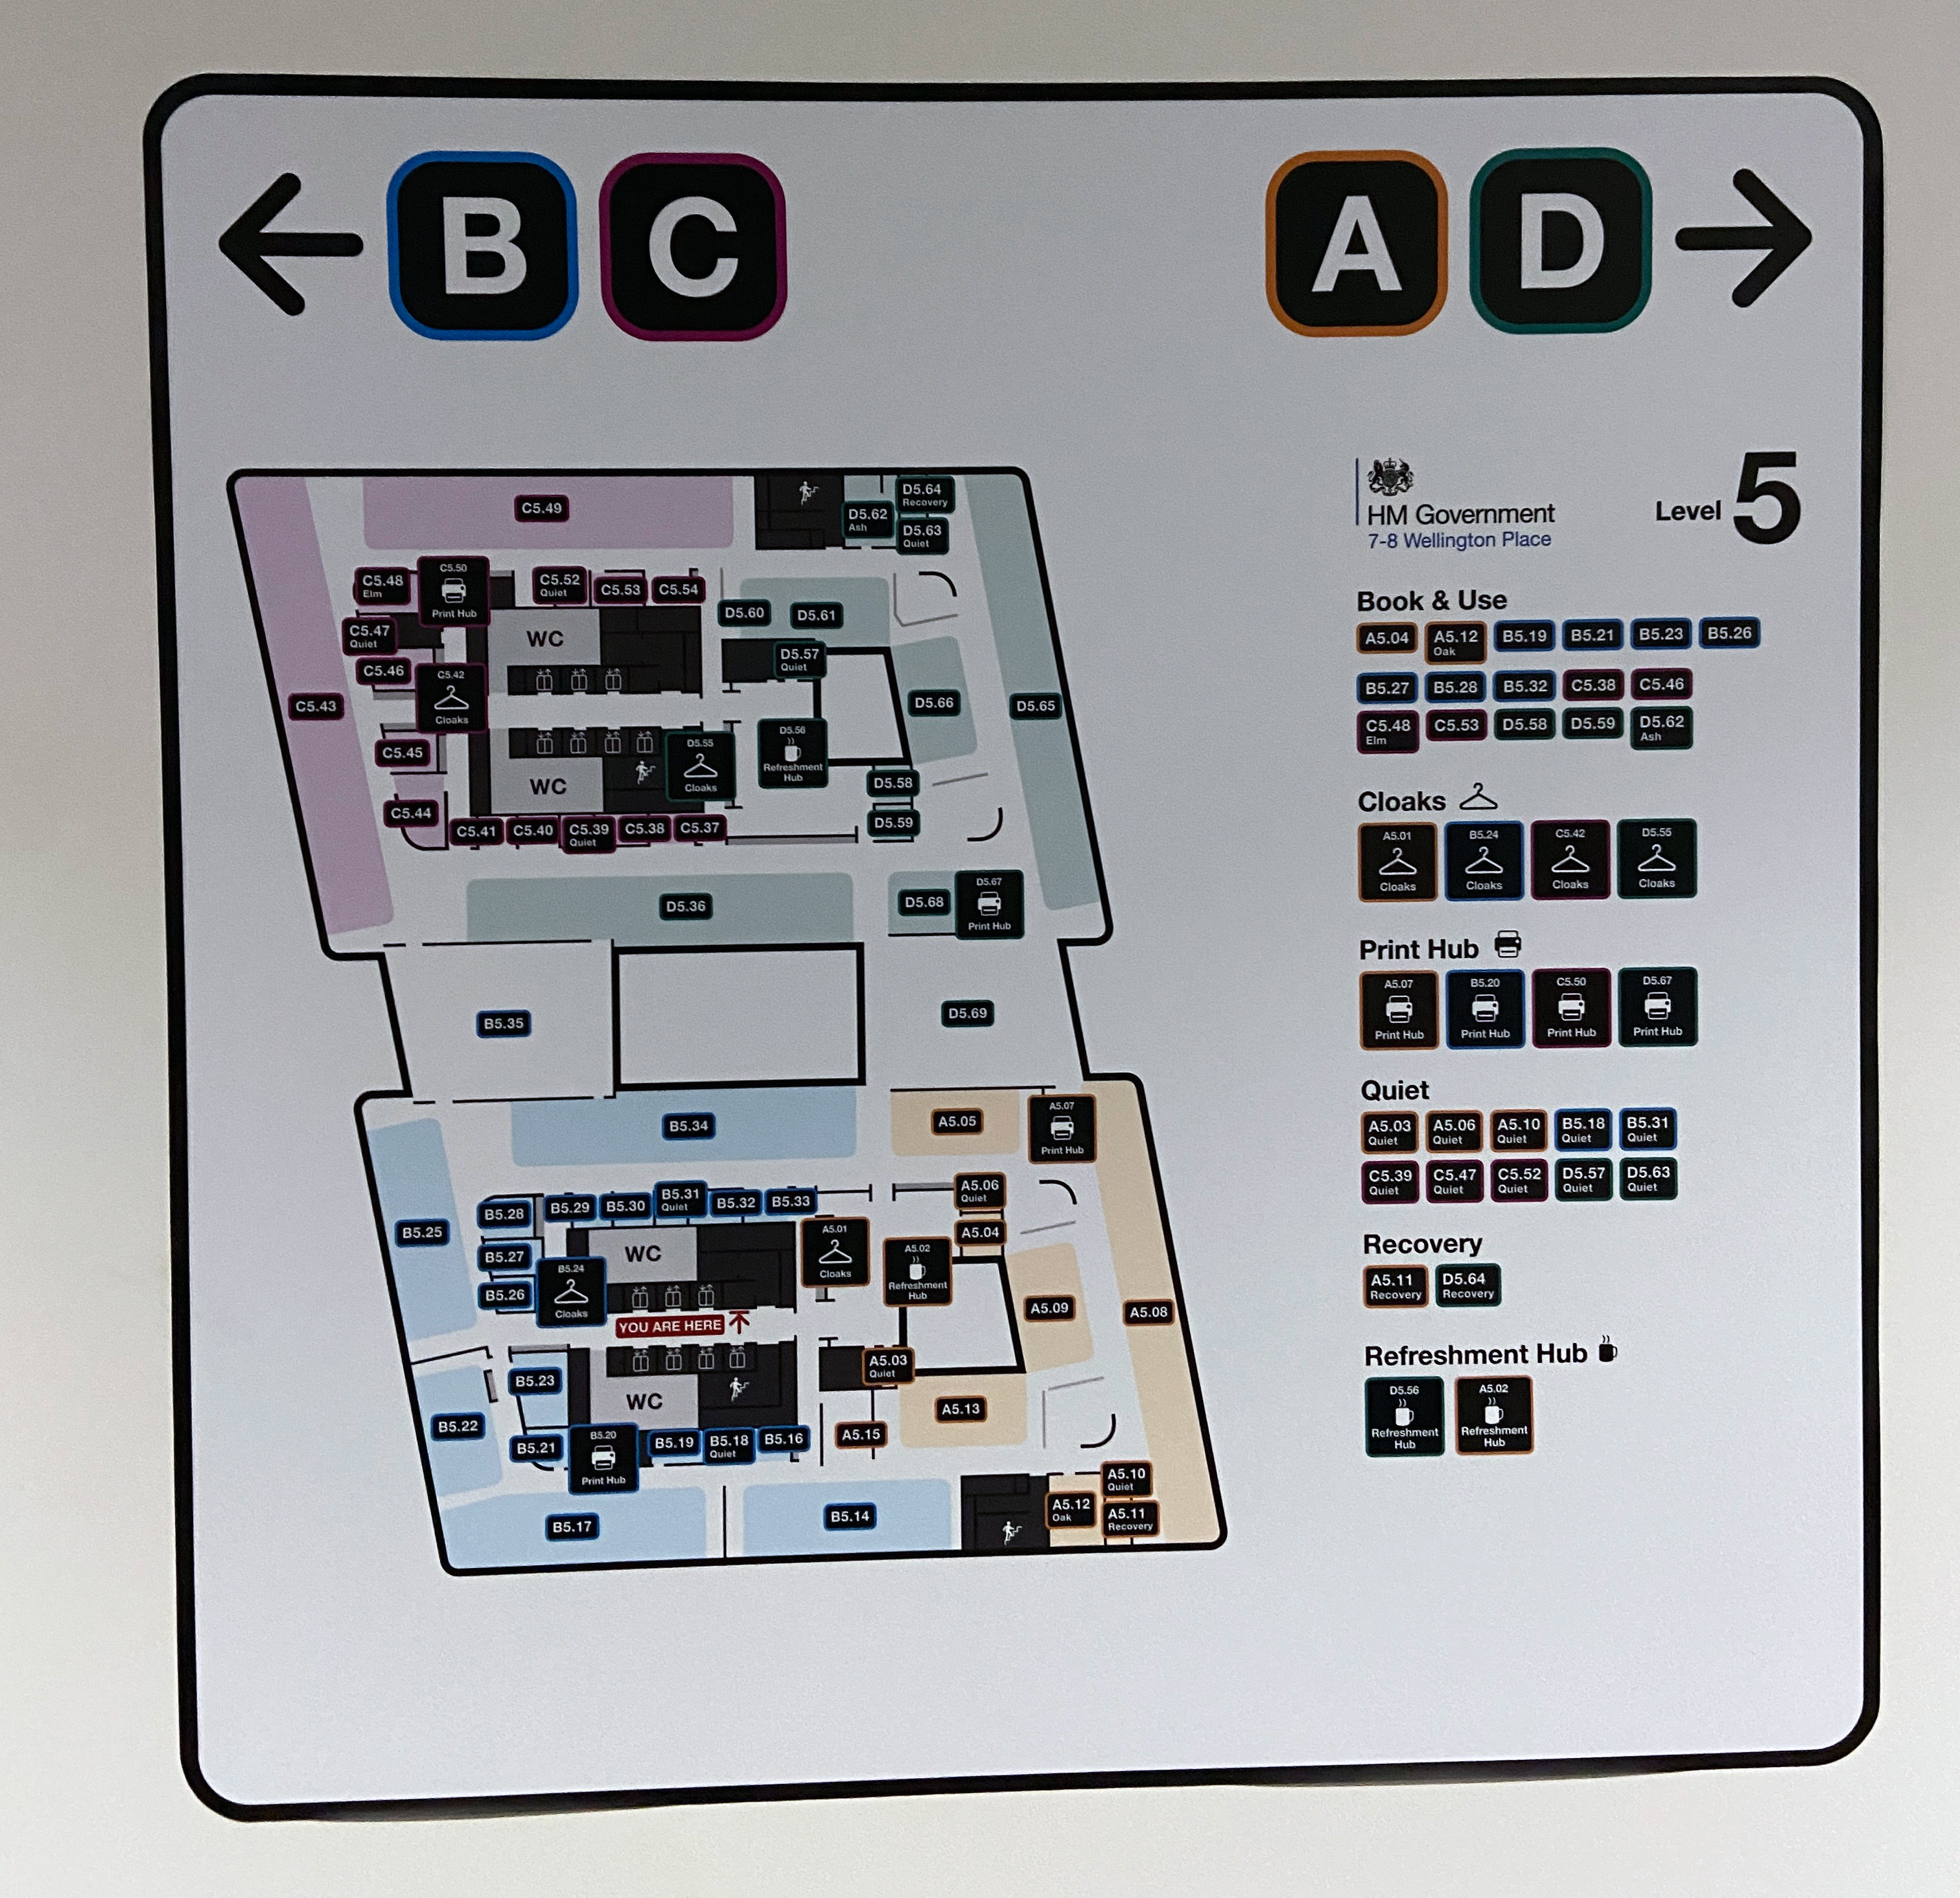 B C A D
HM Government
7-8 Wellington Place
Level 5
Book & Use
A5.04 A5.12 Oak B5.19 B5.21 B5.23 B5.26
B5.27 B5.28 B5.32 C5.38 C5.46
C5.48 Elm C5.53 D5.58 D5.59 D5.62 Ash
Cloaks
A5.01 Cloaks B5.24 Cloaks C5.42 Cloaks D5.55 Cloaks
Print Hub
A5.07 Print Hub B5.20 Print Hub C5.50 Print Hub D5.67 Print Hub
Quiet
A5.03 Quiet A5.06 Quiet A5.10 Quiet B5.18 Quiet B5.31 Quiet
C5.39 Quiet C5.47 Quiet C5.52 Quiet D5.57 Quiet D5.63 Quiet
Recovery
A5.11 Recovery D5.64 Recovery
Refreshment Hub
D5.56 Refreshment Hub A5.02 Refreshment Hub
C5.49
D5.64 Recovery
D5.62 Ash
D5.63 Quiet
C5.48 Elm
C5.50 Print Hub
C5.52 Quiet
C5.53
C5.54
D5.60
D5.61
C5.47 Quiet
WC
D5.57 Quiet
C5.46
C5.42 Cloaks
C5.43
D5.66
D5.65
C5.45
D5.55 Cloaks
D5.56 Refreshment Hub
WC
D5.58
C5.44
C5.41
C5.40
C5.39 Quiet
C5.38
C5.37
D5.59
D5.36
D5.68
D5.67 Print Hub
B5.35
D5.69
B5.34
A5.05
A5.07 Print Hub
B5.25
B5.28
B5.29
B5.30
B5.31 Quiet
B5.32
B5.33
A5.06 Quiet
B5.27
WC
A5.01 Cloaks
A5.02 Refreshment Hub
A5.04
B5.26
B5.24 Cloaks
YOU ARE HERE
A5.09
A5.08
B5.23
A5.03 Quiet
B5.22
WC
A5.13
B5.21
B5.20 Print Hub
B5.19
B5.18 Quiet
B5.16
A5.15
A5.10 Quiet
B5.17
B5.14
A5.12 Oak
A5.11 Recovery